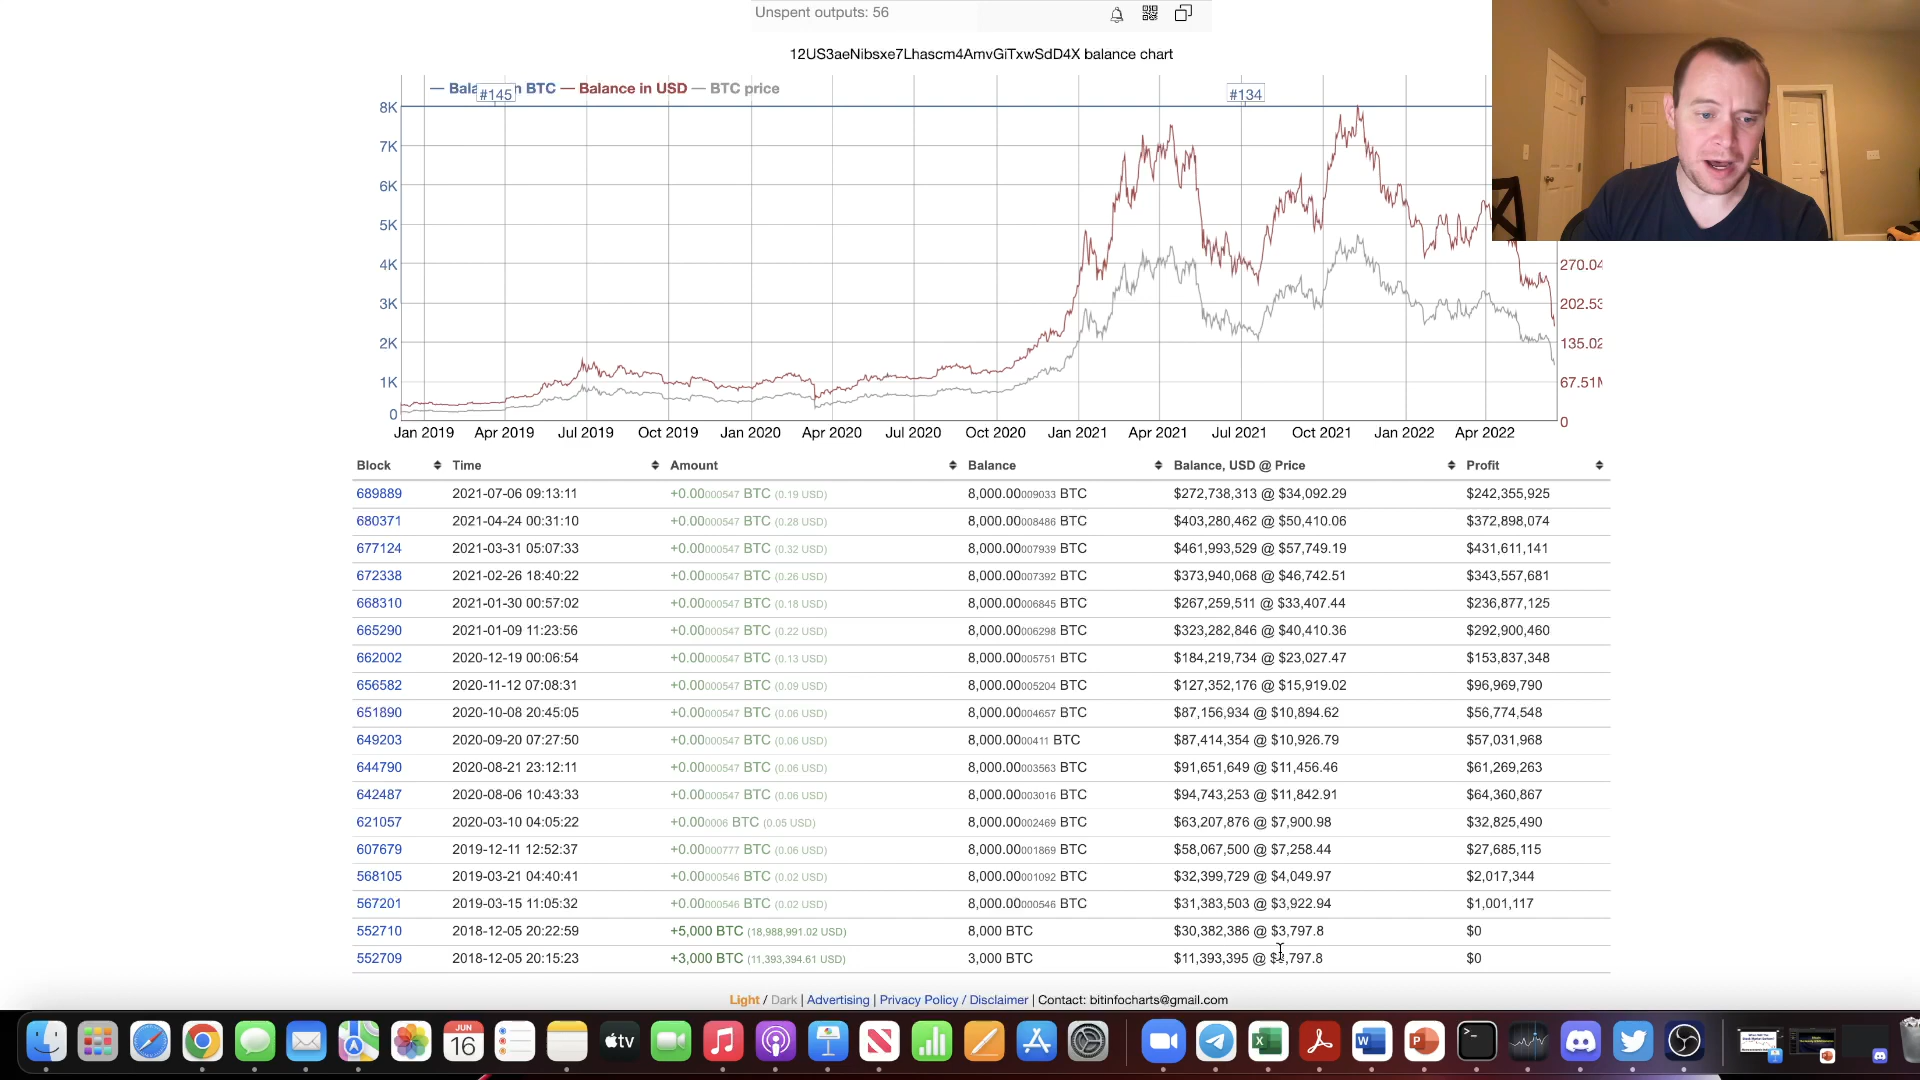 Unspent outputs: 56
12US3aeNibsxe7Lhascm4AmvGiTxwSdD4X balance chart
— Bala #145 n BTC — Balance in USD — BTC price
#134
8K
7K
6K
5K
4K
3K
2K
1K
0
270.04
202.53
135.02
67.51M
0
Jan 2019 Apr 2019 Jul 2019 Oct 2019 Jan 2020 Apr 2020 Jul 2020 Oct 2020 Jan 2021 Apr 2021 Jul 2021 Oct 2021 Jan 2022 Apr 2022
Block Time Amount Balance Balance, USD @ Price Profit
689889 2021-07-06 09:13:11 +0.00000547 BTC (0.19 USD) 8,000.00009033 BTC $272,738,313 @ $34,092.29 $242,355,925
680371 2021-04-24 00:31:10 +0.00000547 BTC (0.28 USD) 8,000.00008486 BTC $403,280,462 @ $50,410.06 $372,898,074
677124 2021-03-31 05:07:33 +0.00000547 BTC (0.32 USD) 8,000.00007939 BTC $461,993,529 @ $57,749.19 $431,611,141
672338 2021-02-26 18:40:22 +0.00000547 BTC (0.26 USD) 8,000.00007392 BTC $373,940,068 @ $46,742.51 $343,557,681
668310 2021-01-30 00:57:02 +0.00000547 BTC (0.18 USD) 8,000.00006845 BTC $267,259,511 @ $33,407.44 $236,877,125
665290 2021-01-09 11:23:56 +0.00000547 BTC (0.22 USD) 8,000.00006298 BTC $323,282,846 @ $40,410.36 $292,900,460
662002 2020-12-19 00:06:54 +0.00000547 BTC (0.13 USD) 8,000.00005751 BTC $184,219,734 @ $23,027.47 $153,837,348
656582 2020-11-12 07:08:31 +0.00000547 BTC (0.09 USD) 8,000.00005204 BTC $127,352,176 @ $15,919.02 $96,969,790
651890 2020-10-08 20:45:05 +0.00000547 BTC (0.06 USD) 8,000.00004657 BTC $87,156,934 @ $10,894.62 $56,774,548
649203 2020-09-20 07:27:50 +0.00000547 BTC (0.06 USD) 8,000.0000411 BTC $87,414,354 @ $10,926.79 $57,031,968
644790 2020-08-21 23:12:11 +0.00000547 BTC (0.06 USD) 8,000.00003563 BTC $91,651,649 @ $11,456.46 $61,269,263
642487 2020-08-06 10:43:33 +0.00000547 BTC (0.06 USD) 8,000.00003016 BTC $94,743,253 @ $11,842.91 $64,360,867
621057 2020-03-10 04:05:22 +0.000006 BTC (0.05 USD) 8,000.00002469 BTC $63,207,876 @ $7,900.98 $32,825,490
607679 2019-12-11 12:52:37 +0.00000777 BTC (0.06 USD) 8,000.00001869 BTC $58,067,500 @ $7,258.44 $27,685,115
568105 2019-03-21 04:40:41 +0.00000546 BTC (0.02 USD) 8,000.00001092 BTC $32,399,729 @ $4,049.97 $2,017,344
567201 2019-03-15 11:05:32 +0.00000546 BTC (0.02 USD) 8,000.00000546 BTC $31,383,503 @ $3,922.94 $1,001,117
552710 2018-12-05 20:22:59 +5,000 BTC (18,988,991.02 USD) 8,000 BTC $30,382,386 @ $3,797.8 $0
552709 2018-12-05 20:15:23 +3,000 BTC (11,393,394.61 USD) 3,000 BTC $11,393,395 @ $3,797.8 $0
Light / Dark | Advertising | Privacy Policy / Disclaimer | Contact: bitinfocharts@gmail.com
JUN
16
tv